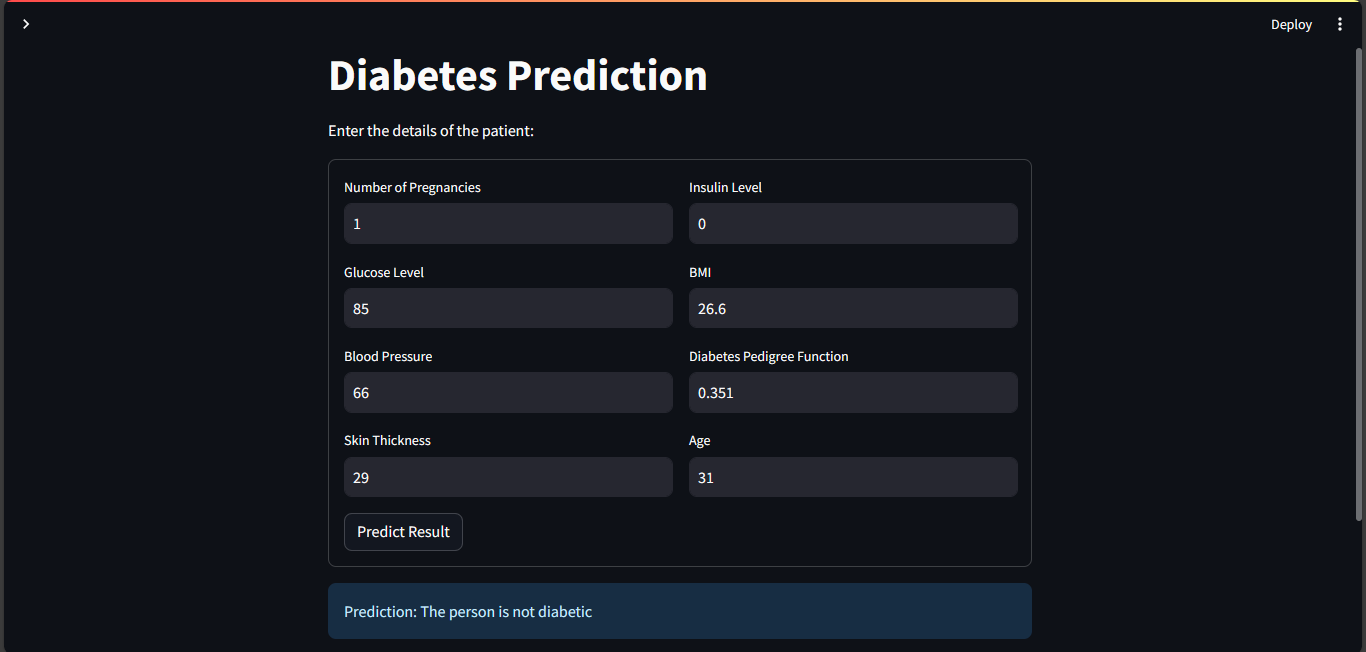 Deploy
Diabetes Prediction
Enter the details of the patient:
Number of Pregnancies
1
Insulin Level
0
Glucose Level
85
BMI
26.6
Blood Pressure
66
Diabetes Pedigree Function
0.351
Skin Thickness
29
Age
31
Predict Result
Prediction: The person is not diabetic